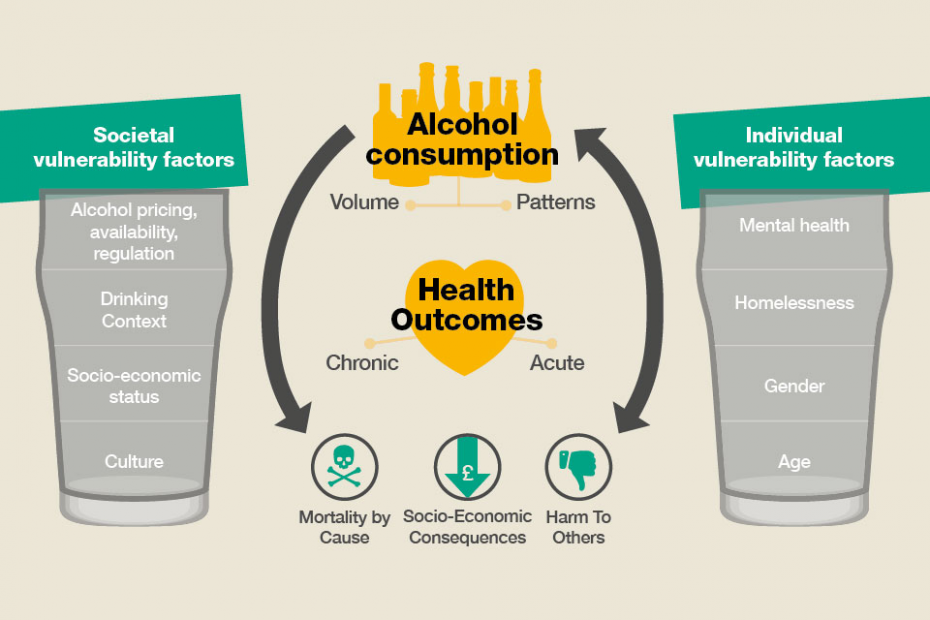 Societal
vulnerability factors
Alcohol pricing,
availability,
regulation
Drinking
Context
Socio-economic
status
Culture
Alcohol
consumption
Volume
Patterns
Health
Outcomes
Chronic
Acute
£
Mortality by
Cause
Socio-Economic
Consequences
Harm To
Others
Individual
vulnerability factors
Mental health
Homelessness
Gender
Age